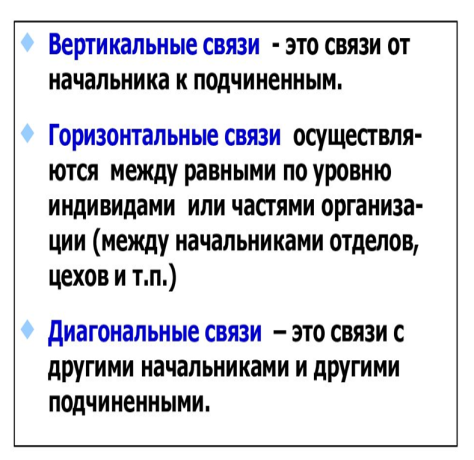 Вертикальные связи - это связи от
начальника к подчиненным.
Горизонтальные связи осуществля-
ются между равными по уровню
индивидами или частями организа-
ции (между начальниками отделов,
цехов и т.п.)
Диагональные связи – это связи с
другими начальниками и другими
подчиненными.